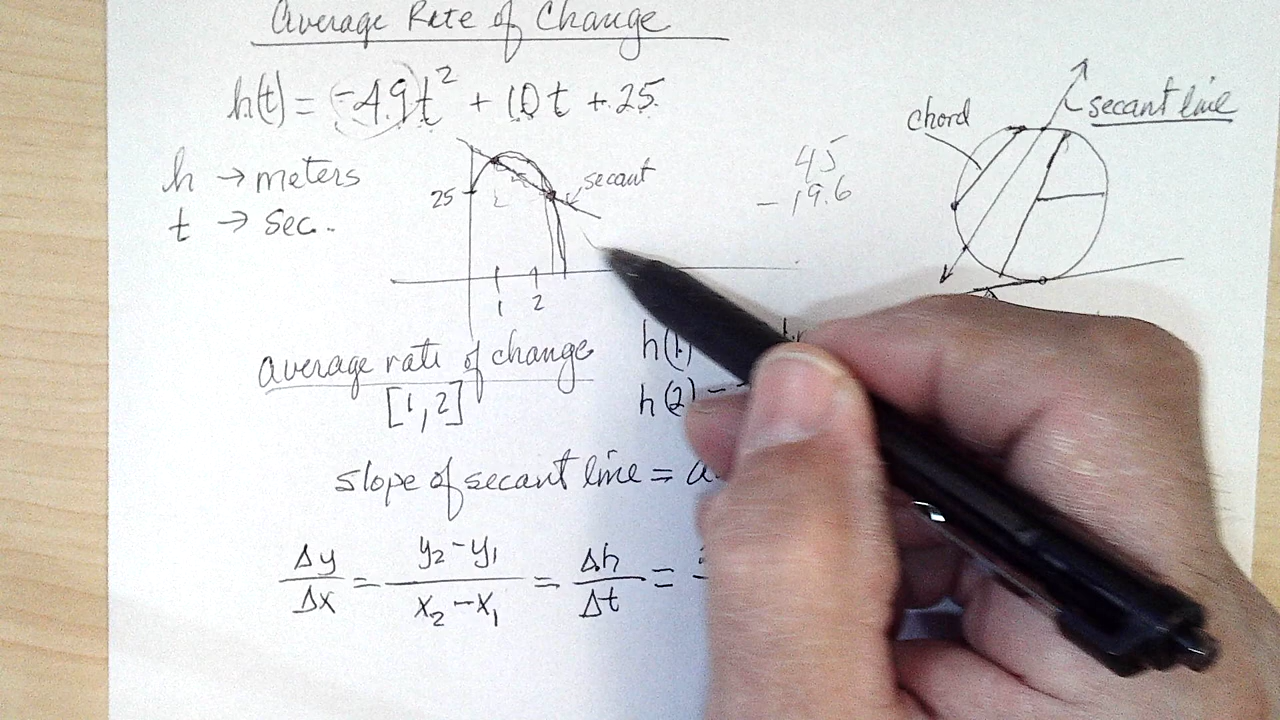 Average Rate of Change
h(t) = -4.9t² + 10t + 25
h → meters
t → sec.
25
secant
1 2
45
-19.6
chord
secant line
average rate of change
[1,2]
h(1)
h(2) =
slope of secant line = a
Δy/Δx = y₂-y₁/x₂-x₁ = Δh/Δt =